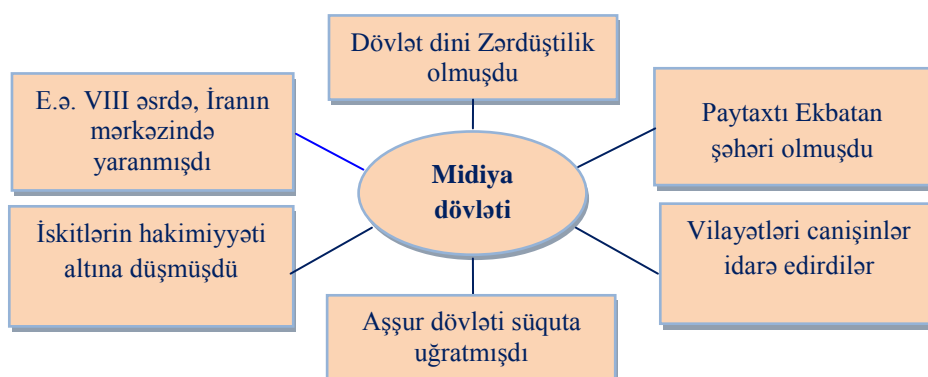 Dövlət dini Zərdüştilik
olmuşdu
E.ə. VIII əsrdə, İranın
mərkəzində
yaranmışdı
Paytaxtı Ekbatan
şəhəri olmuşdu
Midiya
dövləti
İskitlərin hakimiyyəti
altına düşmüşdü
Vilayətləri canişinlər
idarə edirdilər
Aşşur dövləti süquta
uğratmışdı